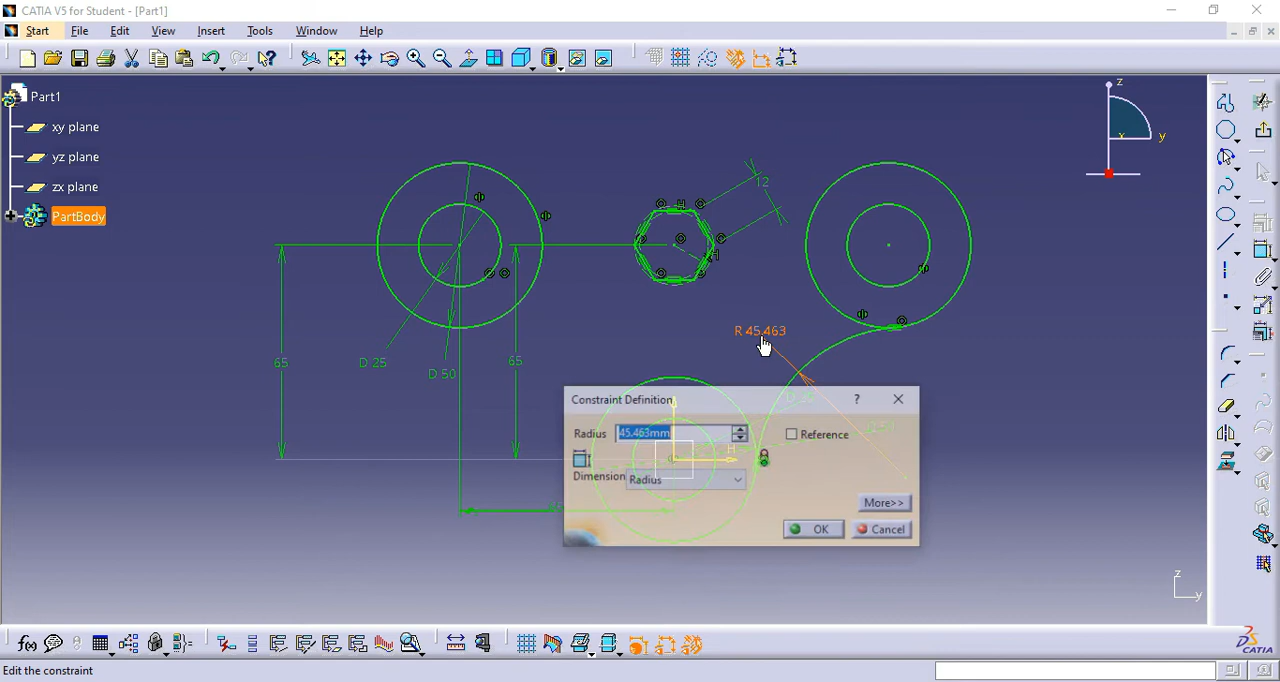 CATIA V5 for Student - [Part1]
Start File Edit View Insert Tools Window Help
Part1
xy plane
yz plane
zx plane
PartBody
z
x
y
12
H
H
65
65
D 25
D 50
R 45.463
Constraint Definition
?
Radius 45.463mm
Reference
H
Dimension Radius
More>>
OK Cancel
z
y
f(x)
CATIA
Edit the constraint